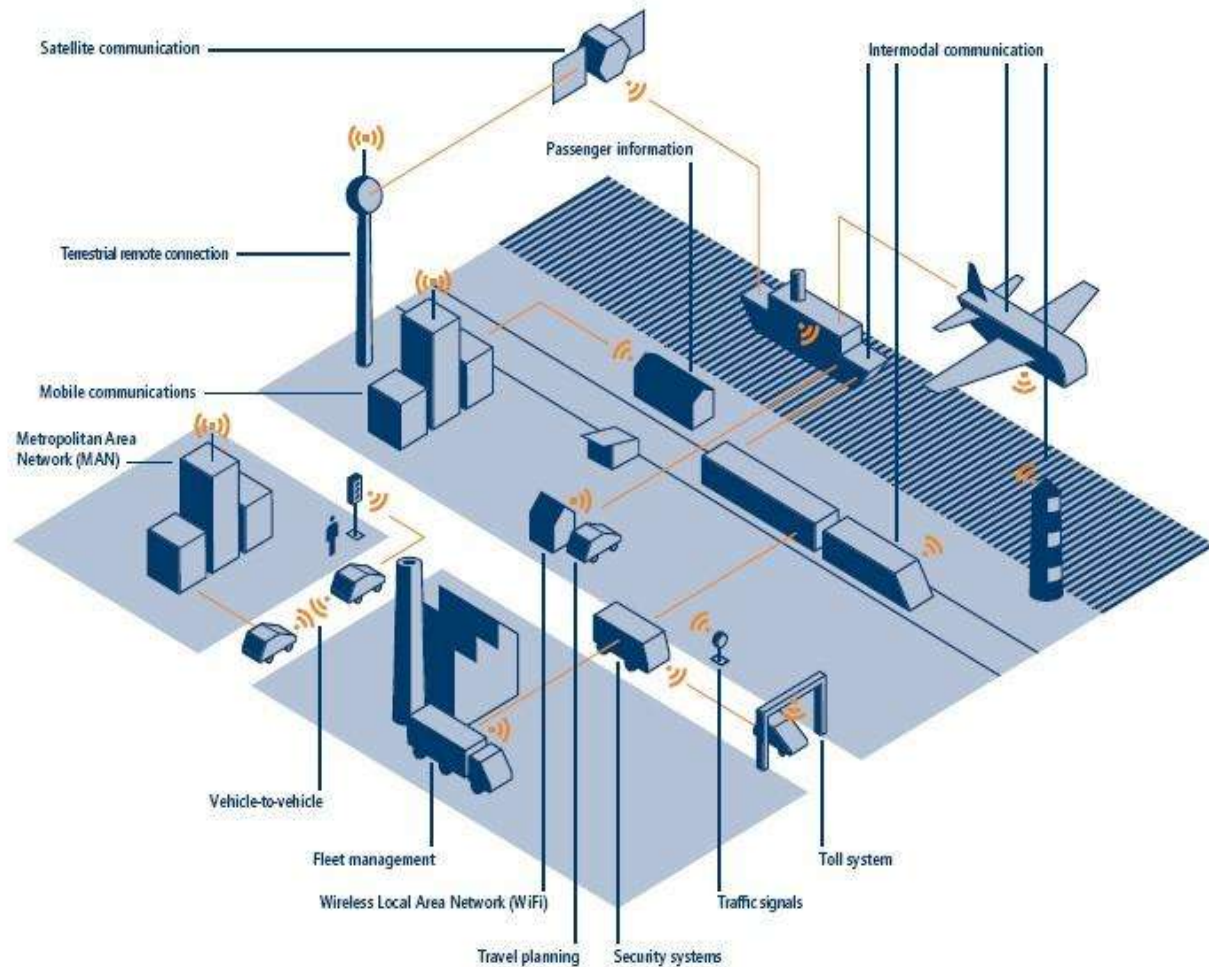 Satellite communication
Intermodal communication
Passenger information
Terrestrial remote connection
Mobile communications
Metropolitan Area
Network (MAN)
Vehicle-to-vehicle
Fleet management
Toll system
Wireless Local Area Network (WiFi)
Traffic signals
Travel planning
Security systems